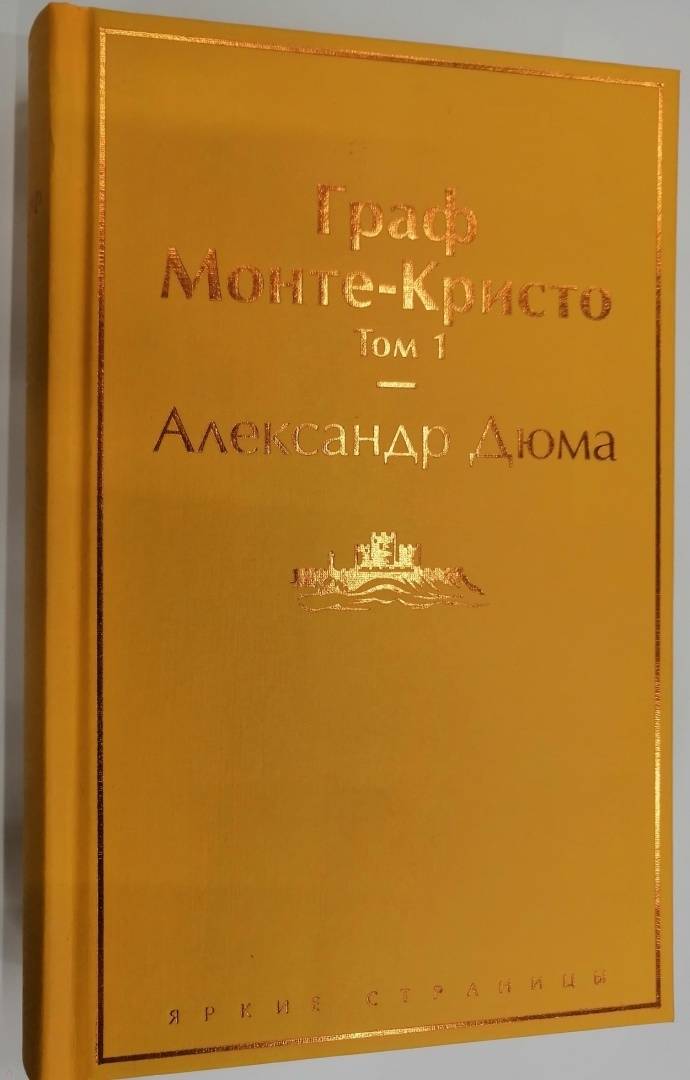 Граф
Монте-Кристо
Том 1
Александр Дюма
ЯРКИЕ СТРАНИЦЫ